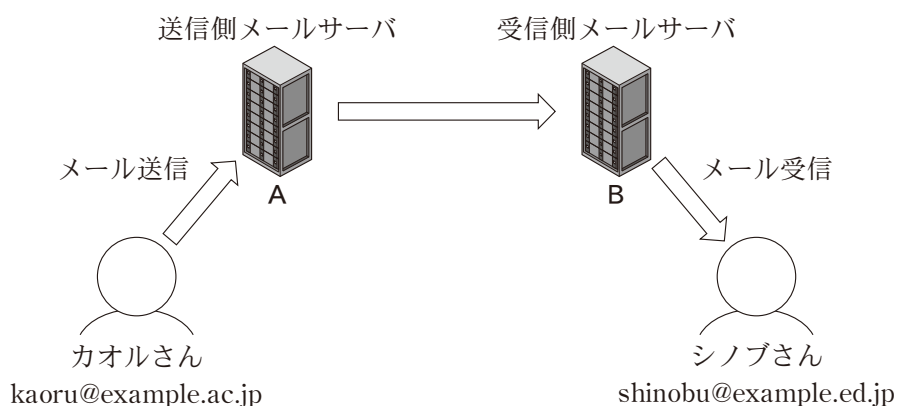 送信側メールサーバ
受信側メールサーバ
メール送信
A
B
メール受信
カオルさん
kaoru@example.ac.jp
シノブさん
shinobu@example.ed.jp